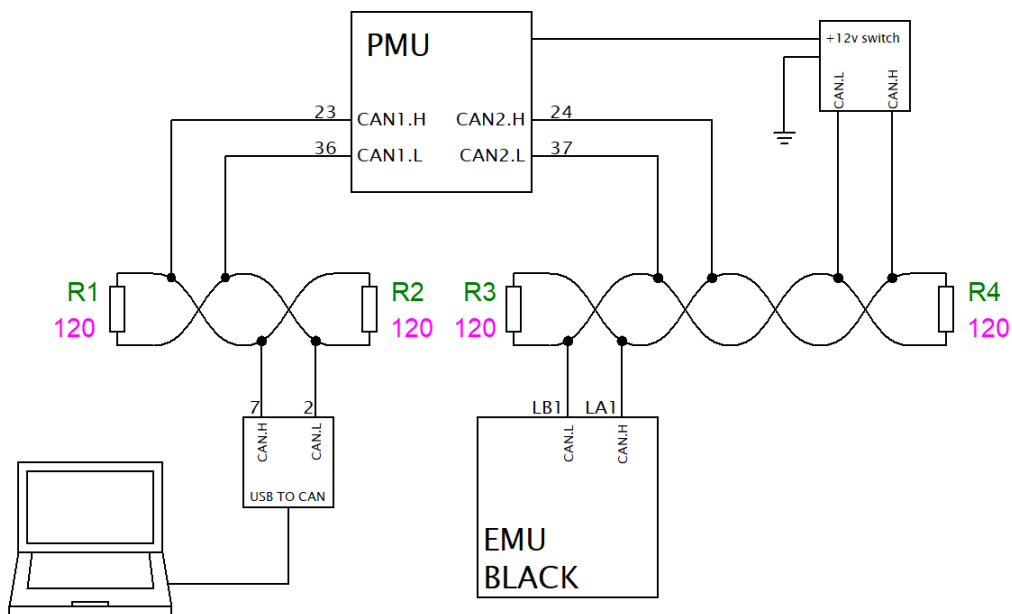 PMU
+12v switch
CAN.L
CAN.H
23
CAN1.H
CAN2.H
24
36
CAN1.L
CAN2.L
37
R1
120
R2
120
R3
120
R4
120
7
2
CAN.H
CAN.L
USB TO CAN
LB1
LA1
CAN.L
CAN.H
EMU
BLACK